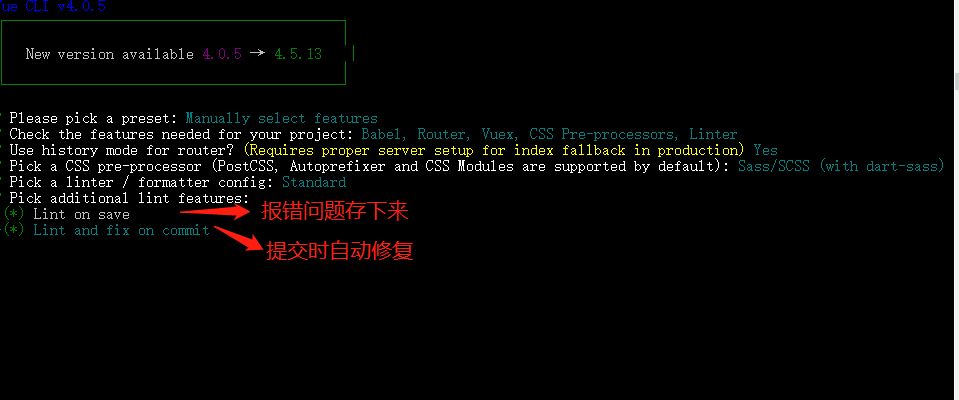 ue CLI v4.0.5
New version available 4.0.5 → 4.5.13
Please pick a preset: Manually select features
Check the features needed for your project: Babel, Router, Vuex, CSS Pre-processors, Linter
Use history mode for router? (Requires proper server setup for index fallback in production) Yes
Pick a CSS pre-processor (PostCSS, Autoprefixer and CSS Modules are supported by default): Sass/SCSS (with dart-sass)
Pick a linter / formatter config: Standard
Pick additional lint features:
(*) Lint on save 报错问题存下来
(*) Lint and fix on commit 提交时自动修复